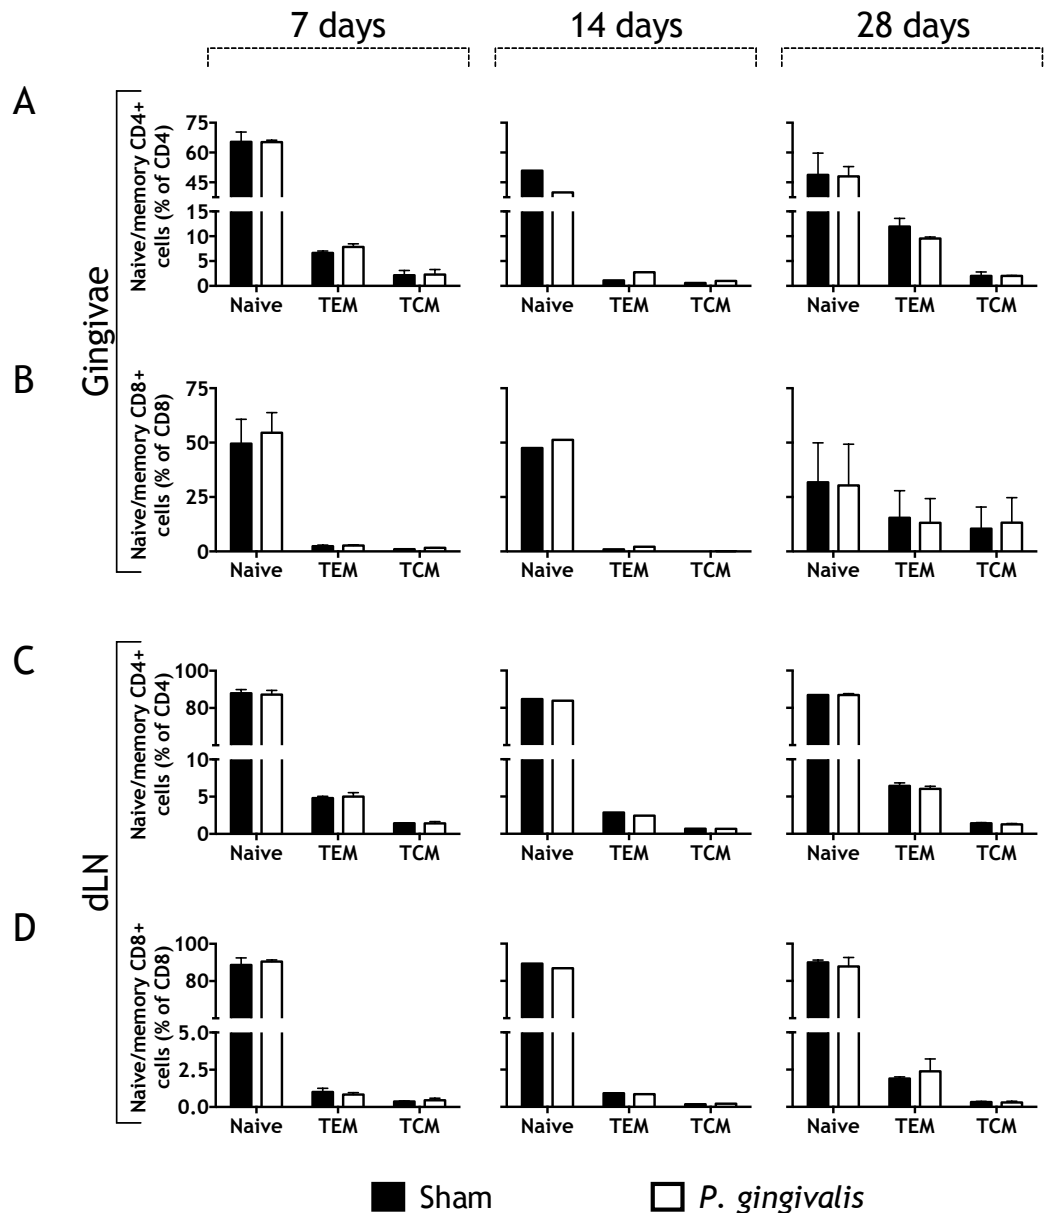 7 days 14 days 28 days
A
Gingivae
Naive/memory CD4+
cells (% of CD4)
75
60
45
15
10
5
0
Naive TEM TCM Naive TEM TCM Naive TEM TCM
B
Naive/memory CD8+
cells (% of CD8)
75
50
25
0
Naive TEM TCM Naive TEM TCM Naive TEM TCM
C
dLN
Naive/memory CD4+
cells (% of CD4)
100
80
10
5
0
Naive TEM TCM Naive TEM TCM Naive TEM TCM
D
Naive/memory CD8+
cells (% of CD8)
100
80
5.0
2.5
0.0
Naive TEM TCM Naive TEM TCM Naive TEM TCM
Sham P. gingivalis